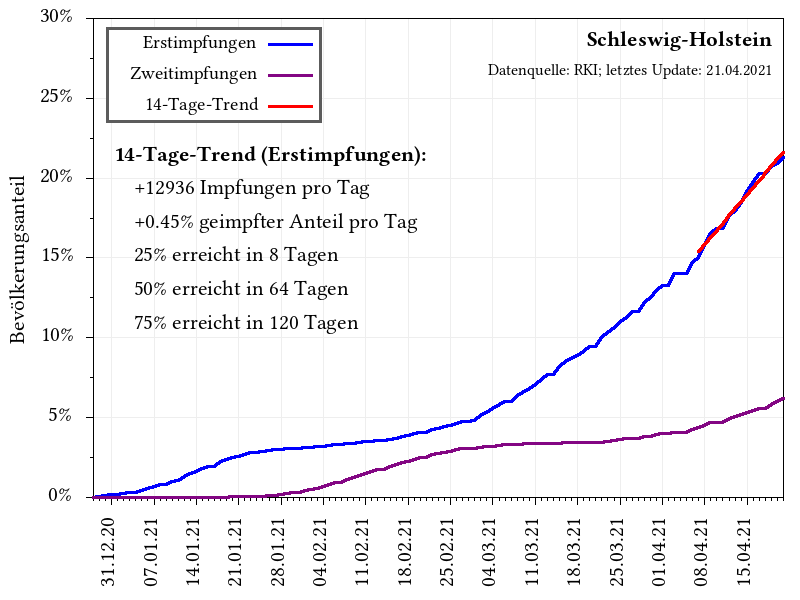 30%
25%
20%
15%
10%
5%
0%
Bevölkerungsanteil
Erstimpfungen
Zweitimpfungen
14-Tage-Trend
Schleswig-Holstein
Datenquelle: RKI; letztes Update: 21.04.2021
14-Tage-Trend (Erstimpfungen):
+12936 Impfungen pro Tag
+0.45% geimpfter Anteil pro Tag
25% erreicht in 8 Tagen
50% erreicht in 64 Tagen
75% erreicht in 120 Tagen
31.12.20
07.01.21
14.01.21
21.01.21
28.01.21
04.02.21
11.02.21
18.02.21
25.02.21
04.03.21
11.03.21
18.03.21
25.03.21
01.04.21
08.04.21
15.04.21